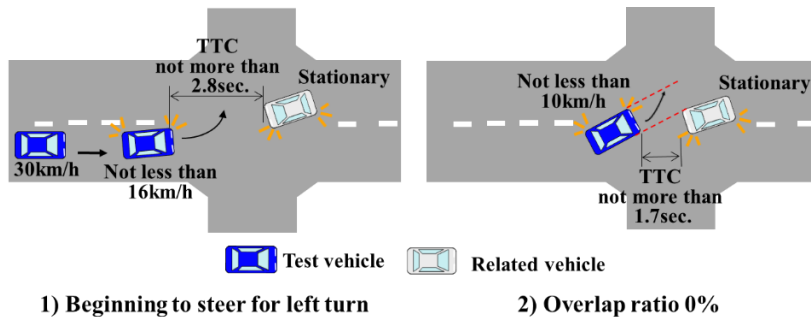 TTC
not more than
2.8sec.
Stationary
30km/h
Not less than
16km/h
Not less than
10km/h
Stationary
TTC
not more than
1.7sec.
Test vehicle
Related vehicle
1) Beginning to steer for left turn
2) Overlap ratio 0%